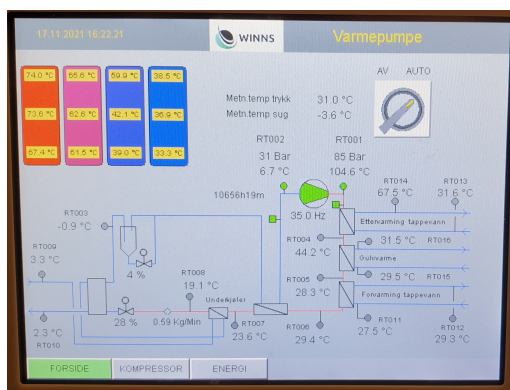 17.11.2021 16:22.21
WINNS
Varmepumpe
74.0 °C
65.6 °C
59.9 °C
38.5 °C
73.6 °C
62.6 °C
42.1 °C
36.9 °C
67.4 °C
61.5 °C
39.0 °C
33.3 °C
AV AUTO
Metn.temp trykk 31.0 °C
Metn.temp sug -3.6 °C
RT002
31 Bar
6.7 °C
RT001
85 Bar
104.6 °C
RT014
67.5 °C
RT013
31.6 °C
10656h19m
35.0 Hz
Ettervarming tappevann
RT003
-0.9 °C
RT004
44.2 °C
31.5 °C RT016
Gulvvarme
RT009
3.3 °C
4 %
RT008
19.1 °C
RT005
28.3 °C
29.5 °C RT015
Forvarming tappevann
Underkjøler
28 %
0.59 Kg/Min
RT007
23.6 °C
RT006
29.4 °C
RT011
27.5 °C
RT012
29.3 °C
2.3 °C
RT010
FORSIDE
KOMPRESSOR
ENERGI